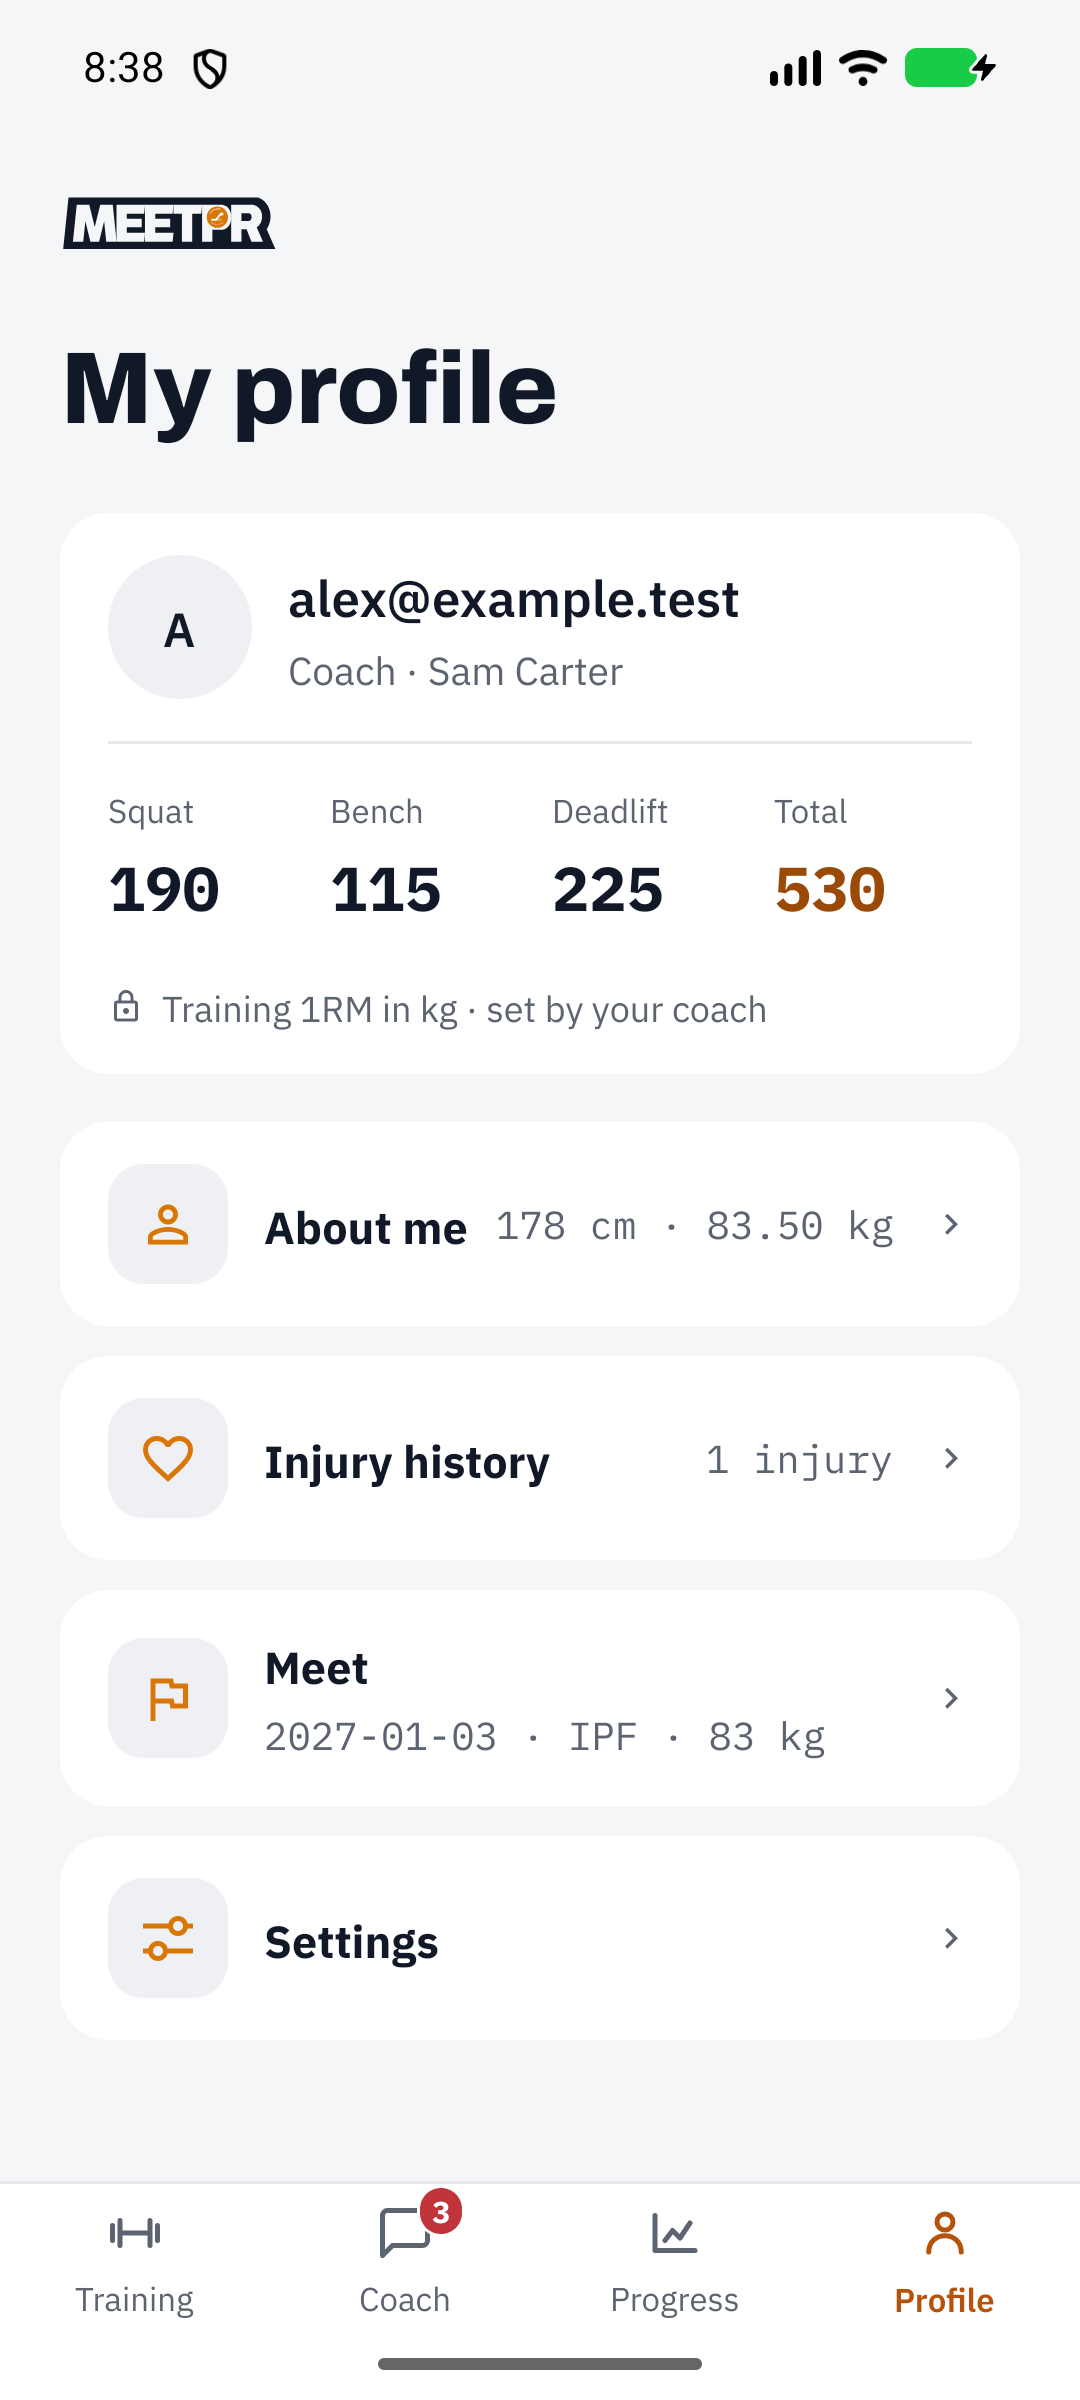 8:38
MEETPR
My profile
A
alex@example.test
Coach · Sam Carter
Squat Bench Deadlift Total
190 115 225 530
Training 1RM in kg · set by your coach
About me 178 cm · 83.50 kg
Injury history 1 injury
Meet
2027-01-03 · IPF · 83 kg
Settings
3
Training Coach Progress Profile